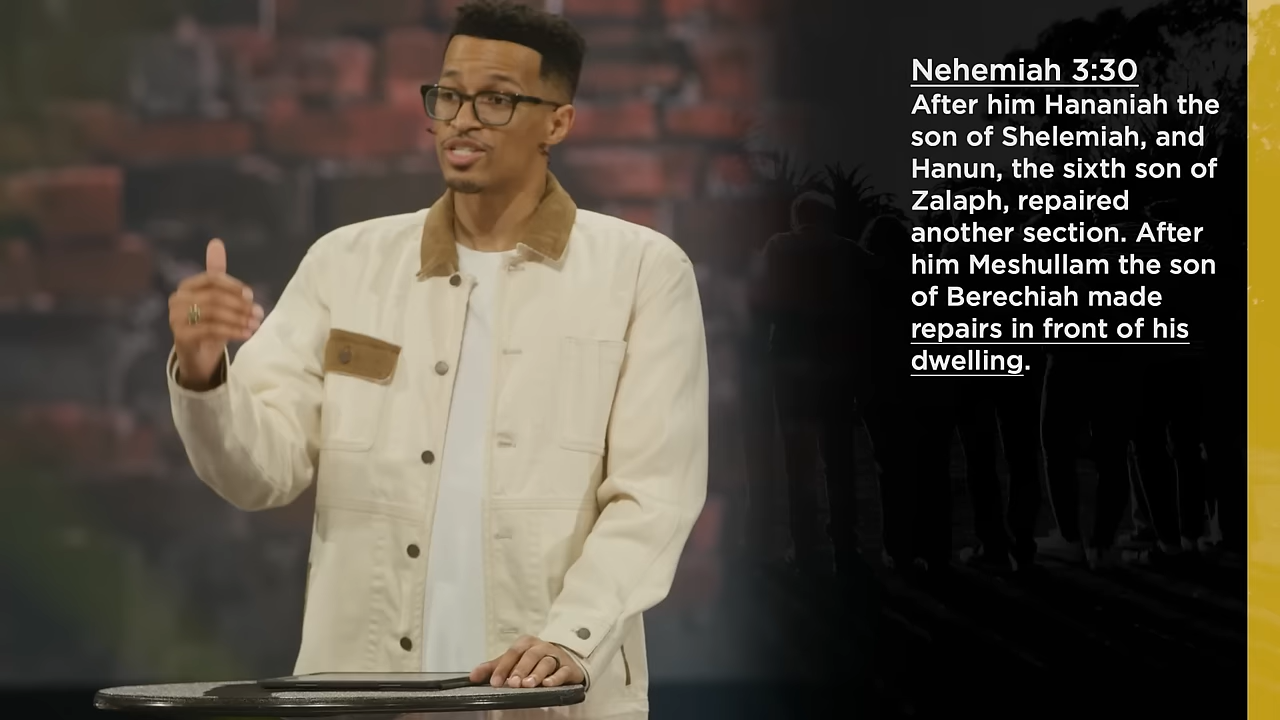 Nehemiah 3:30
After him Hananiah the
son of Shelemiah, and
Hanun, the sixth son of
Zalaph, repaired
another section. After
him Meshullam the son
of Berechiah made
repairs in front of his
dwelling.